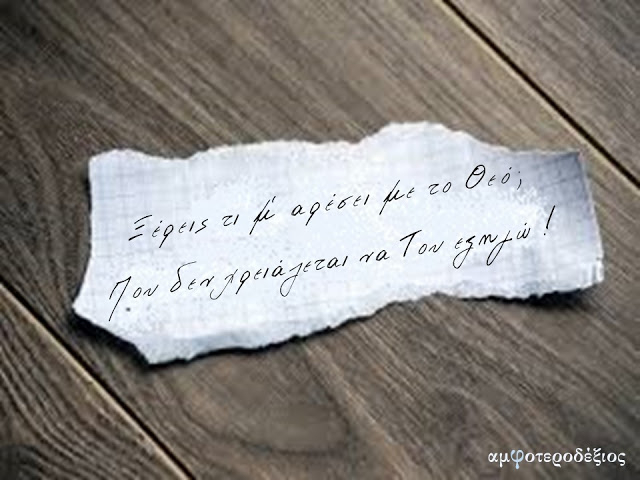 Ξέρεις τι μ' αρέσει με το Θεό;
Που δεν χρειάζεται να Τον εξηγώ!
αμφοτεροδέξιος